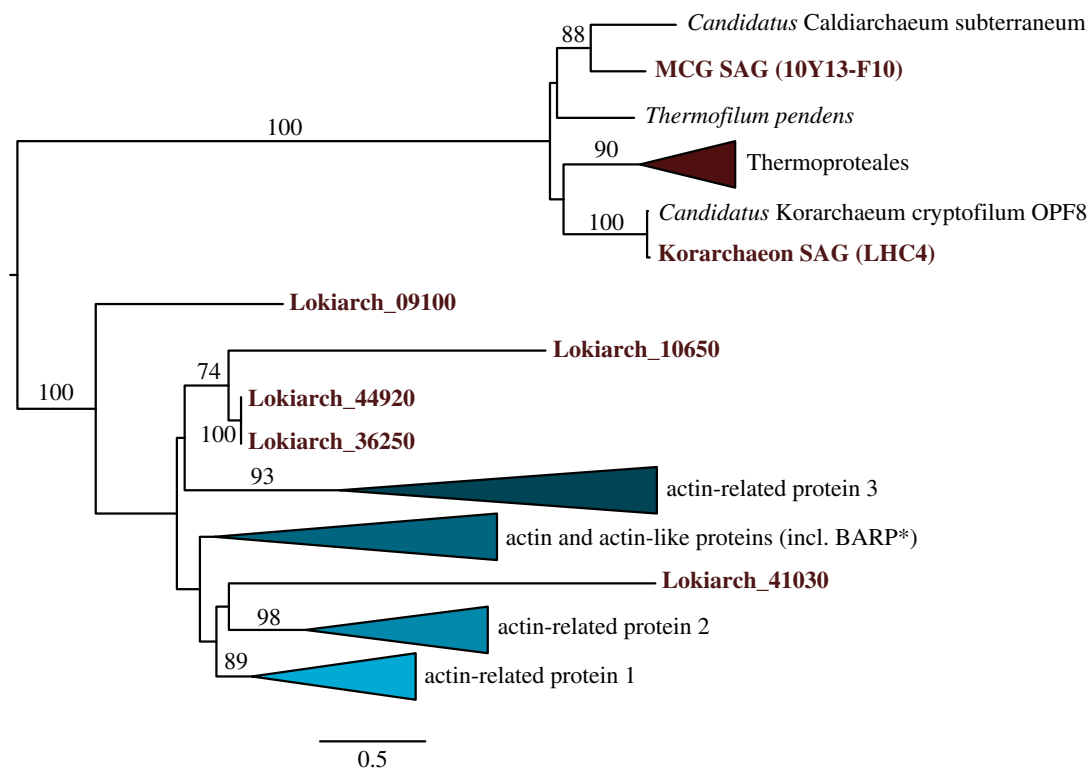 88
Candidatus Caldiarchaeum subterraneum
MCG SAG (10Y13-F10)
100
Thermofilum pendens
90
Thermoproteales
100
Candidatus Korarchaeum cryptofilum OPF8
Korarchaeon SAG (LHC4)
Lokiarch_09100
100
Lokiarch_10650
74
Lokiarch_44920
100
Lokiarch_36250
93
actin-related protein 3
actin and actin-like proteins (incl. BARP*)
Lokiarch_41030
98
actin-related protein 2
89
actin-related protein 1
0.5